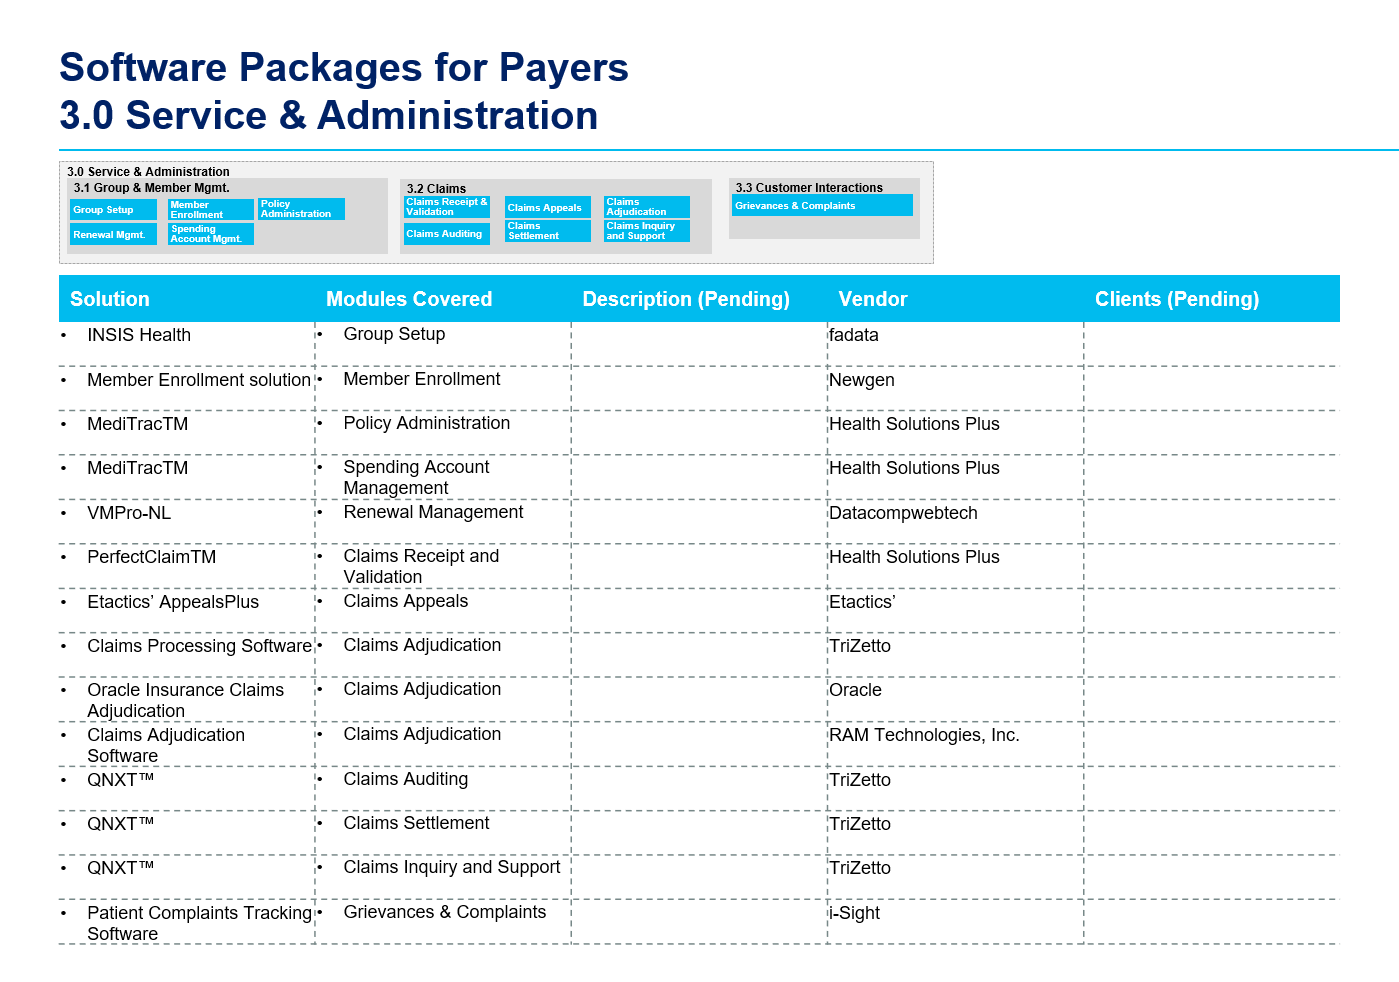 Software Packages for Payers
3.0 Service & Administration
3.0 Service & Administration
3.1 Group & Member Mgmt.
Group Setup
Member
Enrollment
Policy
Administration
Renewal Mgmt.
Spending
Account Mgmt.
3.2 Claims
Claims Receipt &
Validation
Claims Appeals
Claims
Adjudication
Claims Auditing
Claims
Settlement
Claims Inquiry
and Support
3.3 Customer Interactions
Grievances & Complaints
Solution Modules Covered Description (Pending) Vendor Clients (Pending)
• INSIS Health • Group Setup fadata
• Member Enrollment solution • Member Enrollment Newgen
• MediTracTM • Policy Administration Health Solutions Plus
• MediTracTM • Spending Account Health Solutions Plus
Management
• VMPro-NL • Renewal Management Datacompwebtech
• PerfectClaimTM • Claims Receipt and Health Solutions Plus
Validation
• Etactics’ AppealsPlus • Claims Appeals Etactics’
• Claims Processing Software • Claims Adjudication TriZetto
• Oracle Insurance Claims • Claims Adjudication Oracle
Adjudication
• Claims Adjudication • Claims Adjudication RAM Technologies, Inc.
Software
• QNXT™ • Claims Auditing TriZetto
• QNXT™ • Claims Settlement TriZetto
• QNXT™ • Claims Inquiry and Support TriZetto
• Patient Complaints Tracking • Grievances & Complaints i-Sight
Software